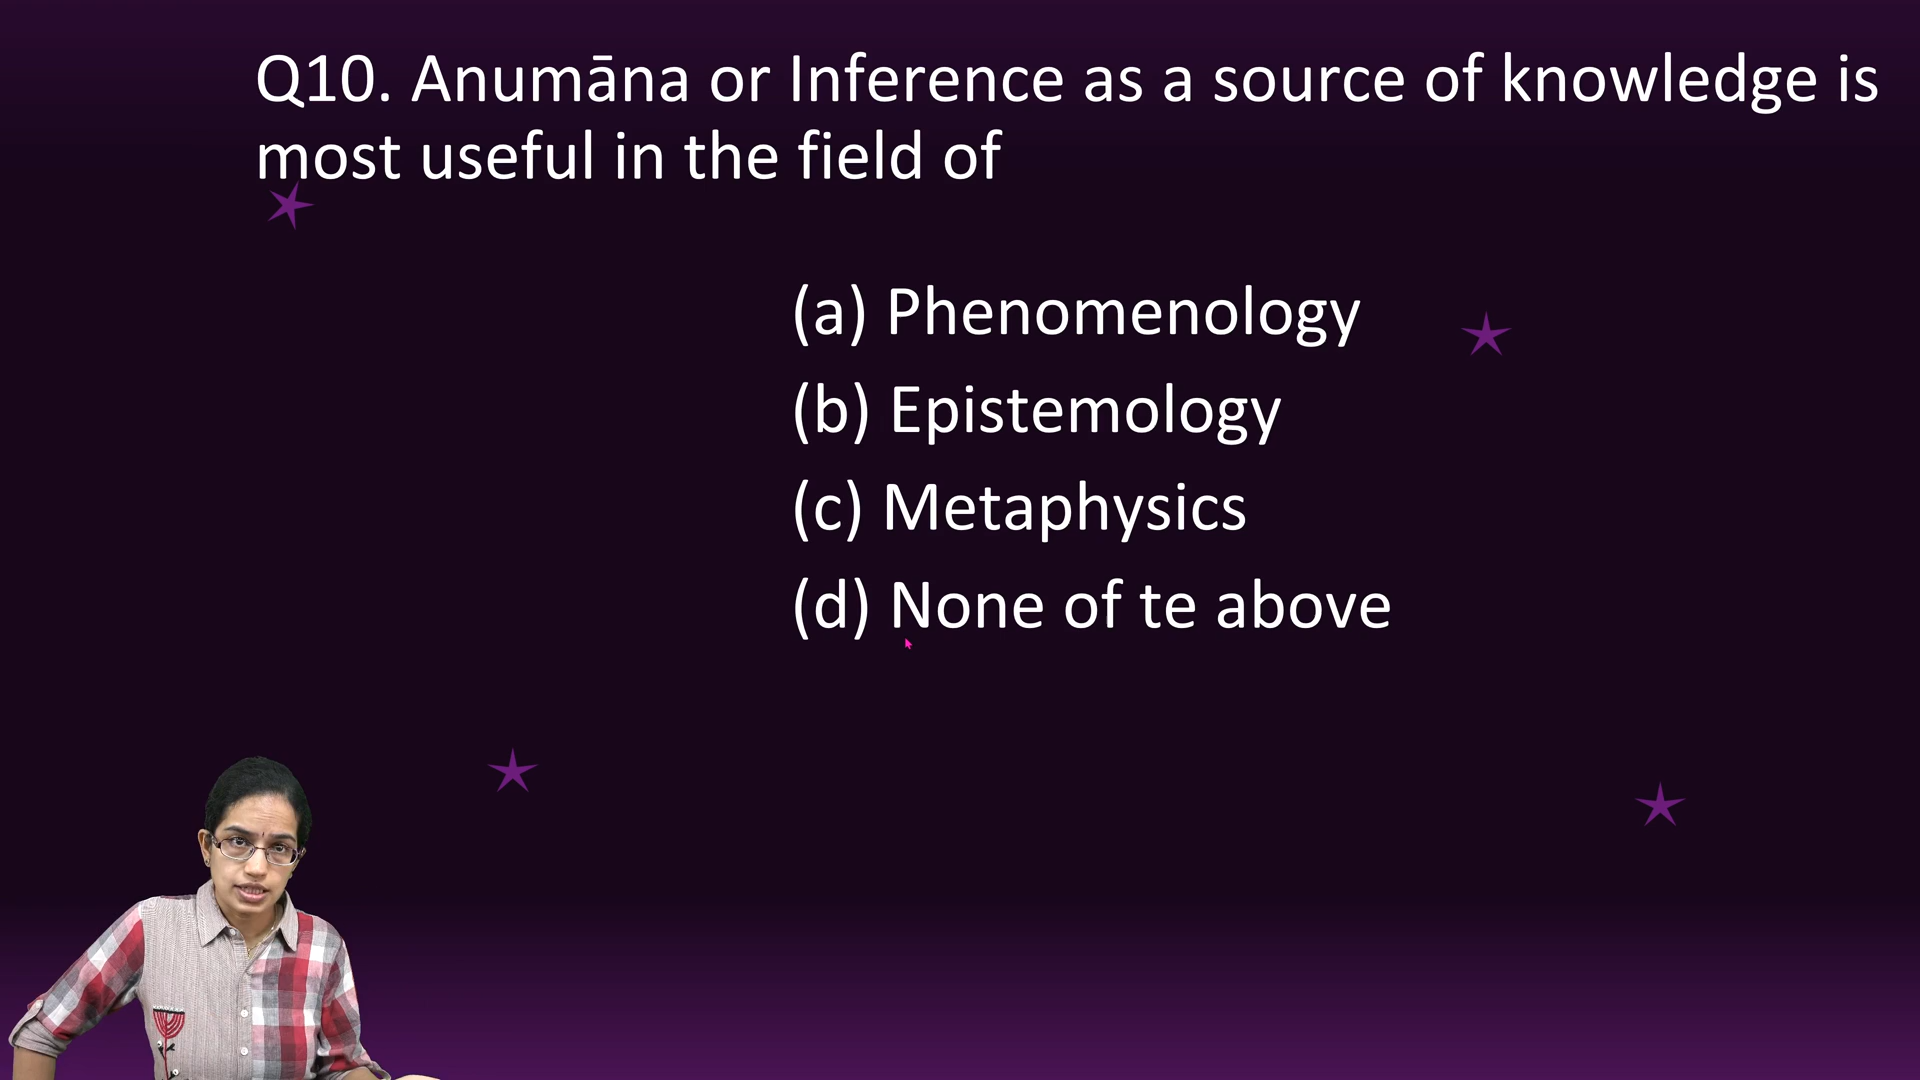 Q10. Anumāna or Inference as a source of knowledge is
most useful in the field of
(a) Phenomenology
(b) Epistemology
(c) Metaphysics
(d) None of te above